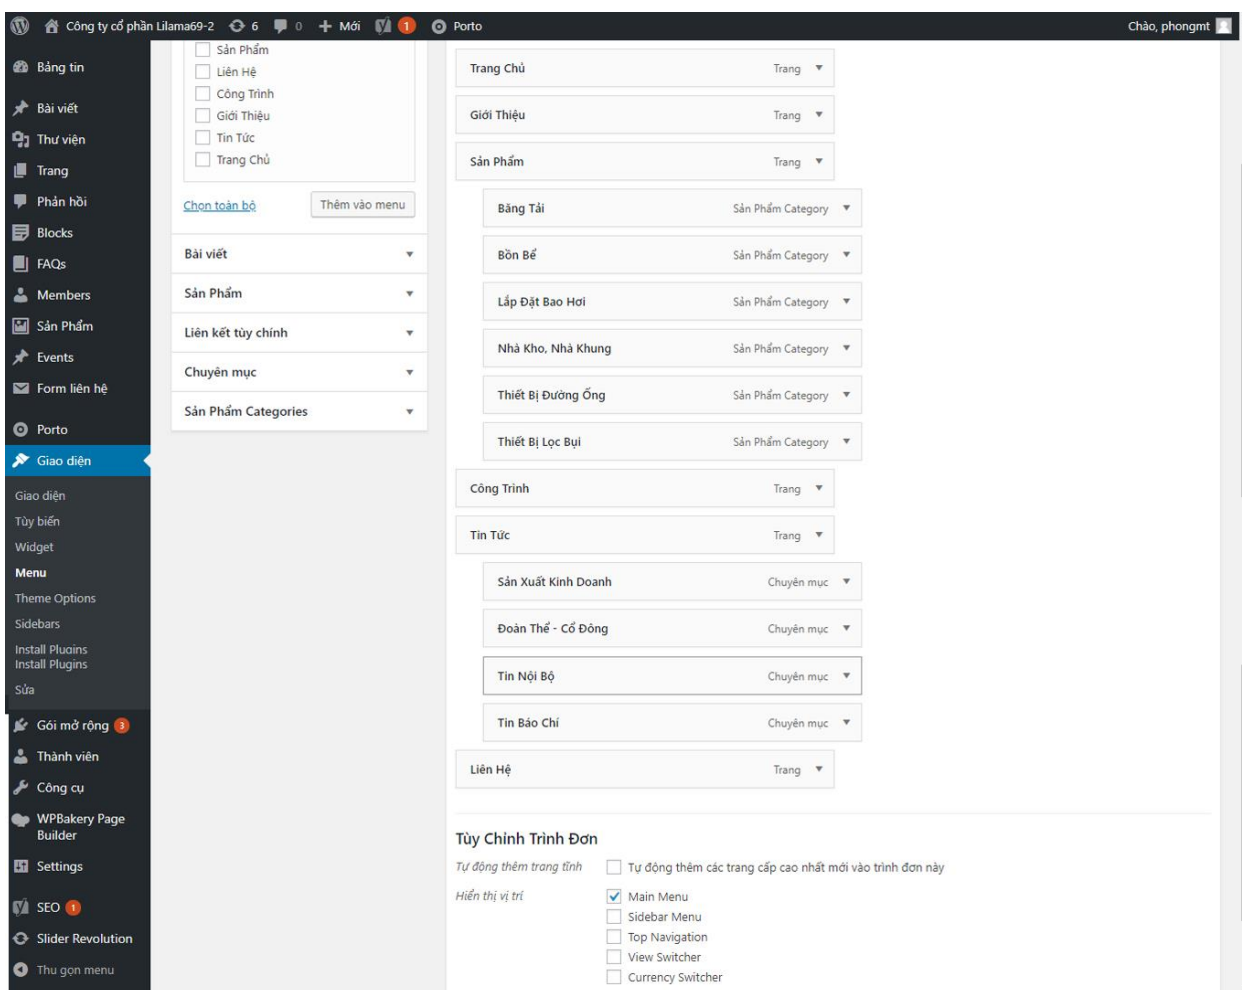 Công ty cổ phần Lilama69-2 6 0 Mới 1 Porto Chào, phongmt
Bảng tin
Bài viết
Thư viện
Trang
Phản hồi
Blocks
FAQs
Members
Sản Phẩm
Events
Form liên hệ
Porto
Giao diện
Giao diện
Tùy biến
Widget
Menu
Theme Options
Sidebars
Install Plugins
Install Plugins
Sửa
Gói mở rộng 3
Thành viên
Công cụ
WPBakery Page
Builder
Settings
SEO 1
Slider Revolution
Thu gọn menu
Sản Phẩm
Liên Hệ
Công Trình
Giới Thiệu
Tin Tức
Trang Chủ
Chọn toàn bộ Thêm vào menu
Bài viết
Sản Phẩm
Liên kết tùy chỉnh
Chuyên mục
Sản Phẩm Categories
Trang Chủ Trang
Giới Thiệu Trang
Sản Phẩm Trang
Băng Tải Sản Phẩm Category
Bồn Bể Sản Phẩm Category
Lắp Đặt Bao Hơi Sản Phẩm Category
Nhà Kho, Nhà Khung Sản Phẩm Category
Thiết Bị Đường Ống Sản Phẩm Category
Thiết Bị Lọc Bụi Sản Phẩm Category
Công Trình Trang
Tin Tức Trang
Sản Xuất Kinh Doanh Chuyên mục
Đoàn Thể - Cổ Đông Chuyên mục
Tin Nội Bộ Chuyên mục
Tin Báo Chí Chuyên mục
Liên Hệ Trang
Tùy Chỉnh Trình Đơn
Tự động thêm trang tĩnh Tự động thêm các trang cấp cao nhất mới vào trình đơn này
Hiển thị vị trí Main Menu
Sidebar Menu
Top Navigation
View Switcher
Currency Switcher